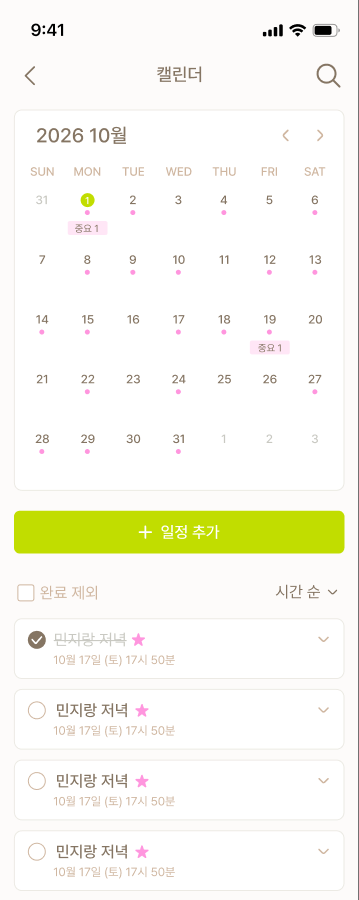 9:41
캘린더
2026 10월
SUN MON TUE WED THU FRI SAT
31 1 2 3 4 5 6
중요 1
7 8 9 10 11 12 13
14 15 16 17 18 19 20
중요 1
21 22 23 24 25 26 27
28 29 30 31 1 2 3
+ 일정 추가
완료 제외 시간 순
민지랑 저녁
10월 17일 (토) 17시 50분
민지랑 저녁
10월 17일 (토) 17시 50분
민지랑 저녁
10월 17일 (토) 17시 50분
민지랑 저녁
10월 17일 (토) 17시 50분